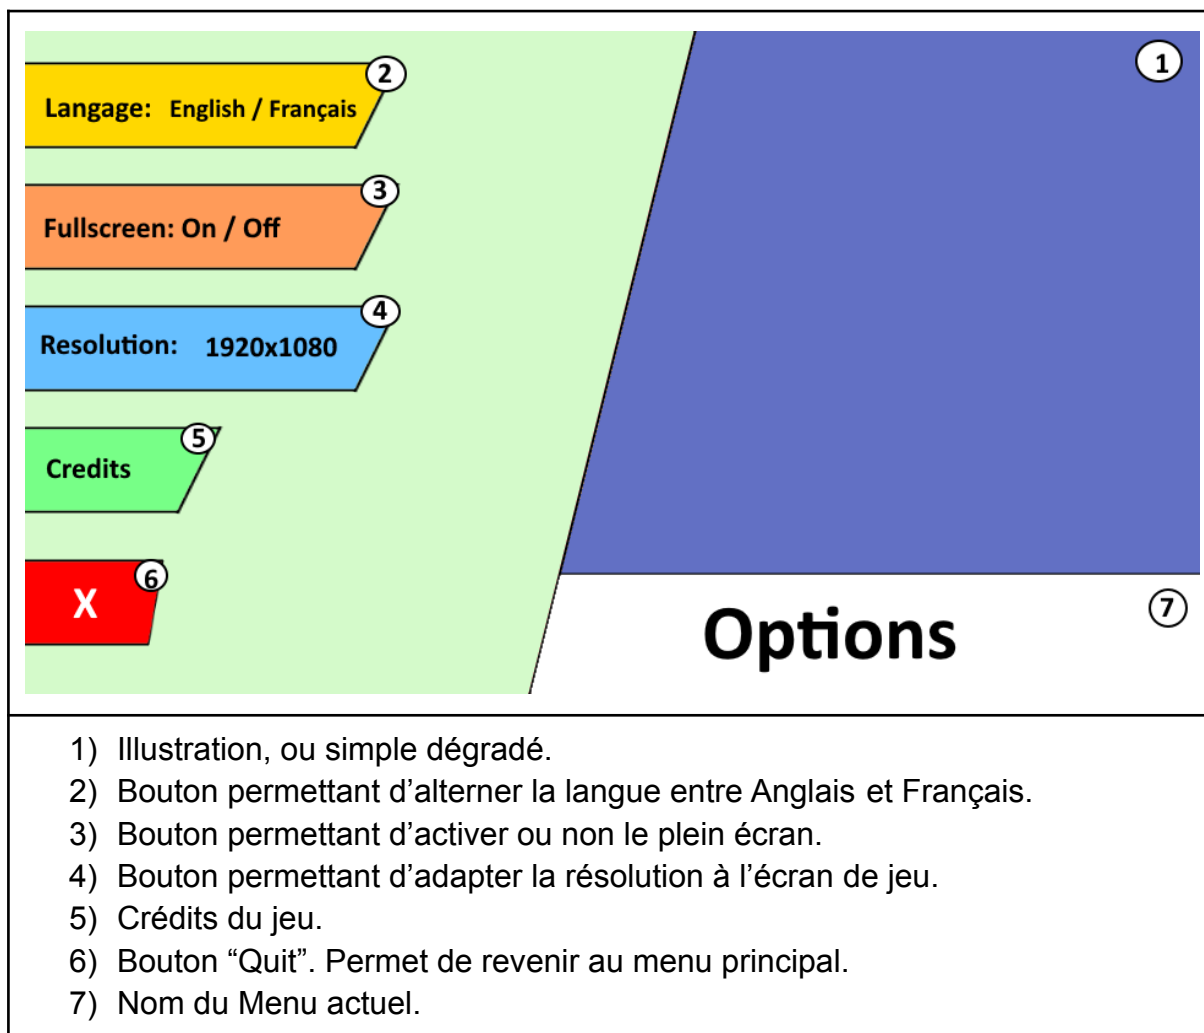 2
1
Langage: English / Français
3
Fullscreen: On / Off
4
Resolution: 1920x1080
5
Credits
6
X
7
Options
1) Illustration, ou simple dégradé.
2) Bouton permettant d’alterner la langue entre Anglais et Français.
3) Bouton permettant d’activer ou non le plein écran.
4) Bouton permettant d’adapter la résolution à l’écran de jeu.
5) Crédits du jeu.
6) Bouton “Quit”. Permet de revenir au menu principal.
7) Nom du Menu actuel.